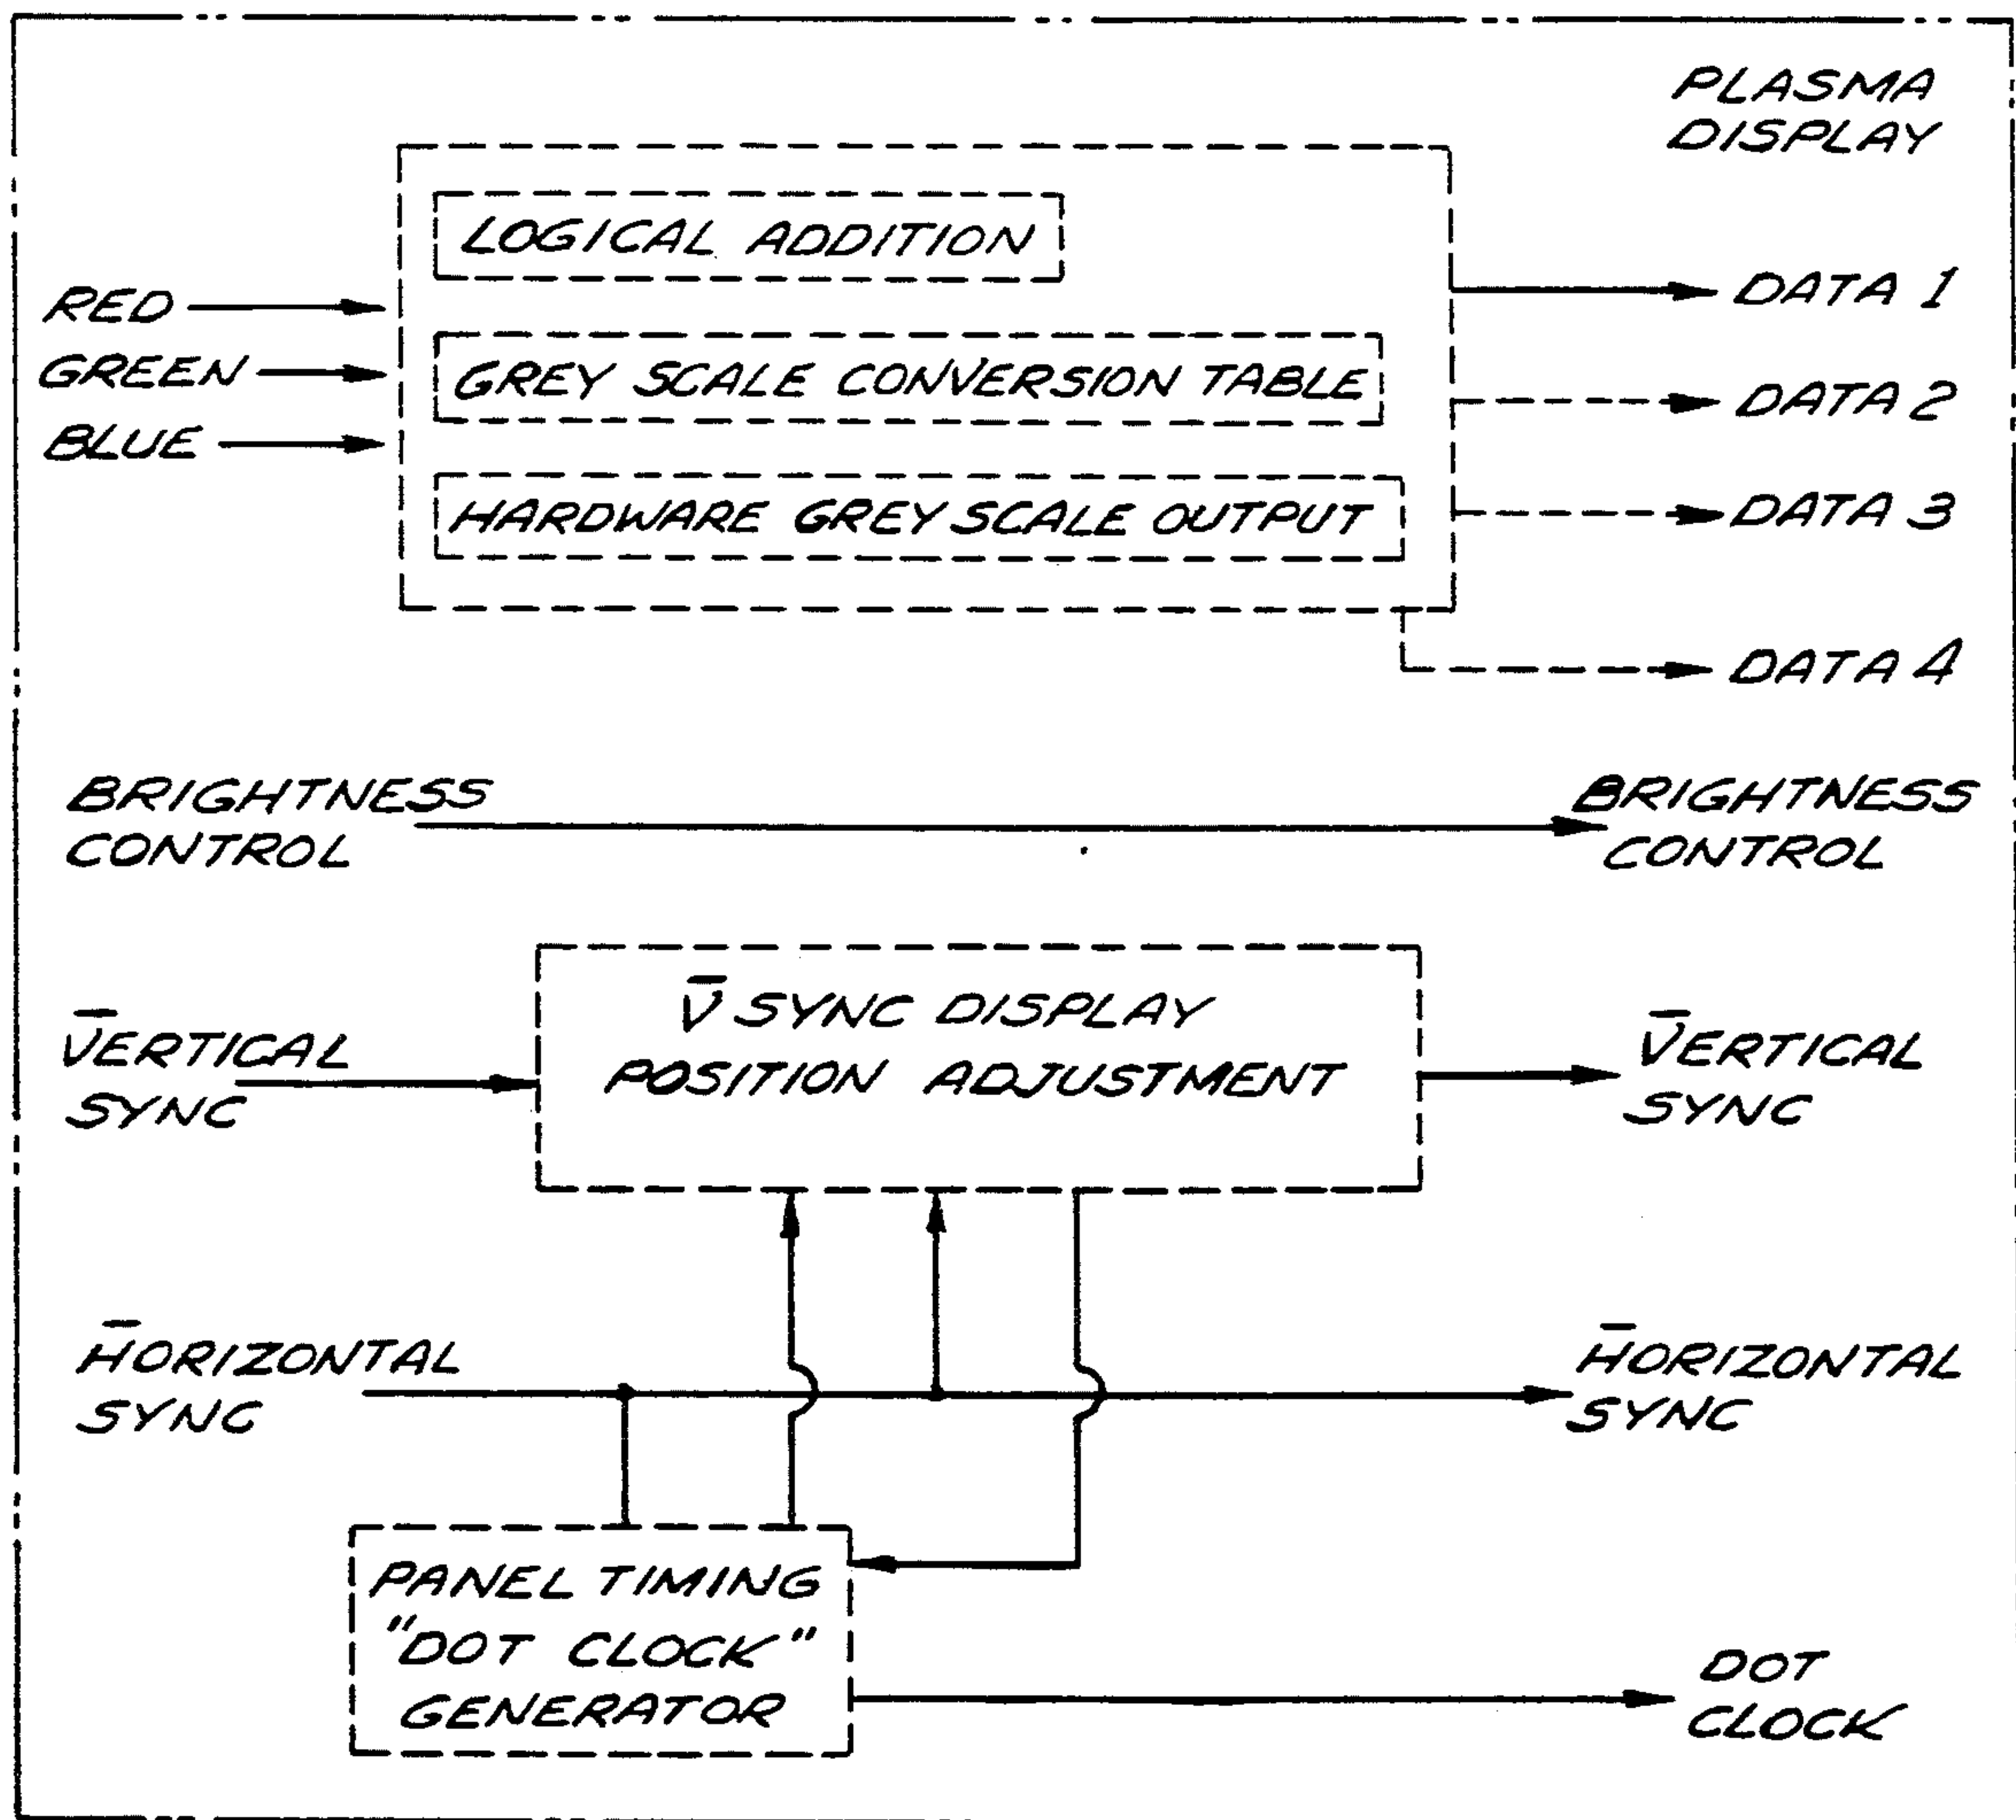 PLASMA
DISPLAY
LOGICAL ADDITION
RED
GREEN
BLUE
GREY SCALE CONVERSION TABLE
HARDWARE GREY SCALE OUTPUT
DATA 1
DATA 2
DATA 3
DATA 4
BRIGHTNESS
CONTROL
BRIGHTNESS
CONTROL
V̄ERTICAL
SYNC
V̄ SYNC DISPLAY
POSITION ADJUSTMENT
V̄ERTICAL
SYNC
H̄ORIZONTAL
SYNC
H̄ORIZONTAL
SYNC
PANEL TIMING
"DOT CLOCK"
GENERATOR
DOT
CLOCK